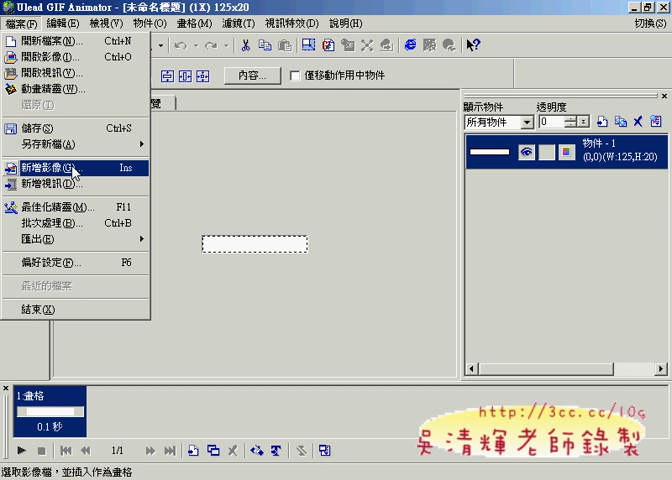 Ulead GIF Animator - [未命名標題] (1X) 125x20
檔案(F) 編輯(E) 檢視(V) 物件(O) 畫格(M) 濾鏡(T) 視訊特效(D) 說明(H) 切換(S)
開新檔案(N)... Ctrl+N
開啟影像(I)... Ctrl+O
開啟視訊(Y)...
動畫精靈(W)...
還原(T)
儲存(S) Ctrl+S
另存新檔(A)
新增影像(G)... Ins
新增視訊(D)...
最佳化精靈(M)... F11
批次處理(B)... Ctrl+B
匯出(E)
偏好設定(F)... F6
最近的檔案
結束(X)
內容...
僅移動作用中物件
覽
顯示物件 透明度
所有物件 0
物件 - 1
(0,0)(W:125,H:20)
1:畫格
0.1 秒
1/1
http://3cc.cc/10g
吳清輝老師錄製
選取影像檔，並插入作為畫格